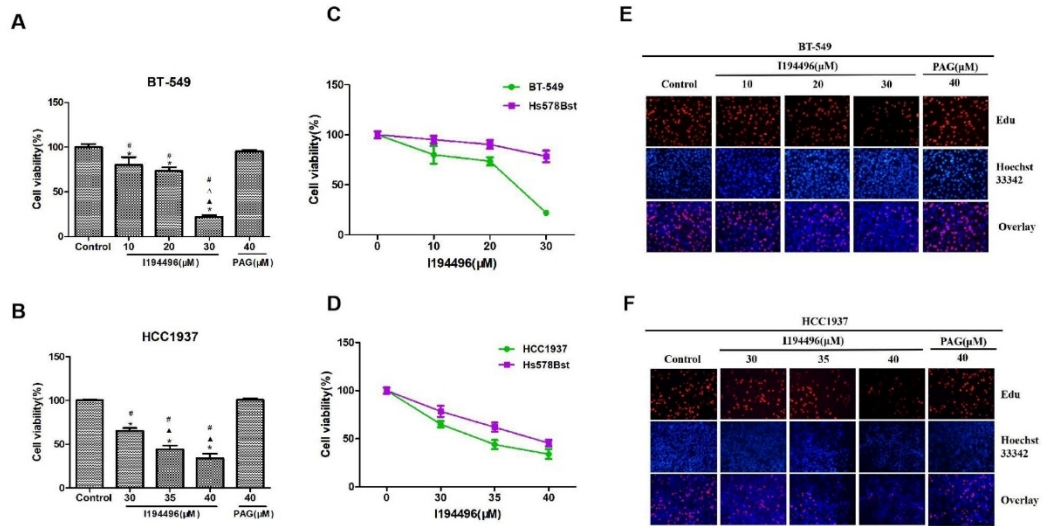 A
BT-549
Cell viability(%)
150
100
50
0
#
*
#
*
#
^
▲
*
Control
10
20
30
40
I194496(μM)
PAG(μM)
B
HCC1937
Cell viability(%)
150
100
50
0
#
*
#
▲
*
#
▲
*
Control
30
35
40
40
I194496(μM)
PAG(μM)
C
BT-549
Hs578Bst
Cell viability(%)
150
100
50
0
0
10
20
30
I194496(μM)
D
HCC1937
Hs578Bst
Cell viability(%)
150
100
50
0
0
30
35
40
I194496(μM)
E
BT-549
I194496(μM)
PAG(μM)
Control
10
20
30
40
Edu
Hoechst
33342
Overlay
F
HCC1937
I194496(μM)
PAG(μM)
Control
30
35
40
40
Edu
Hoechst
33342
Overlay